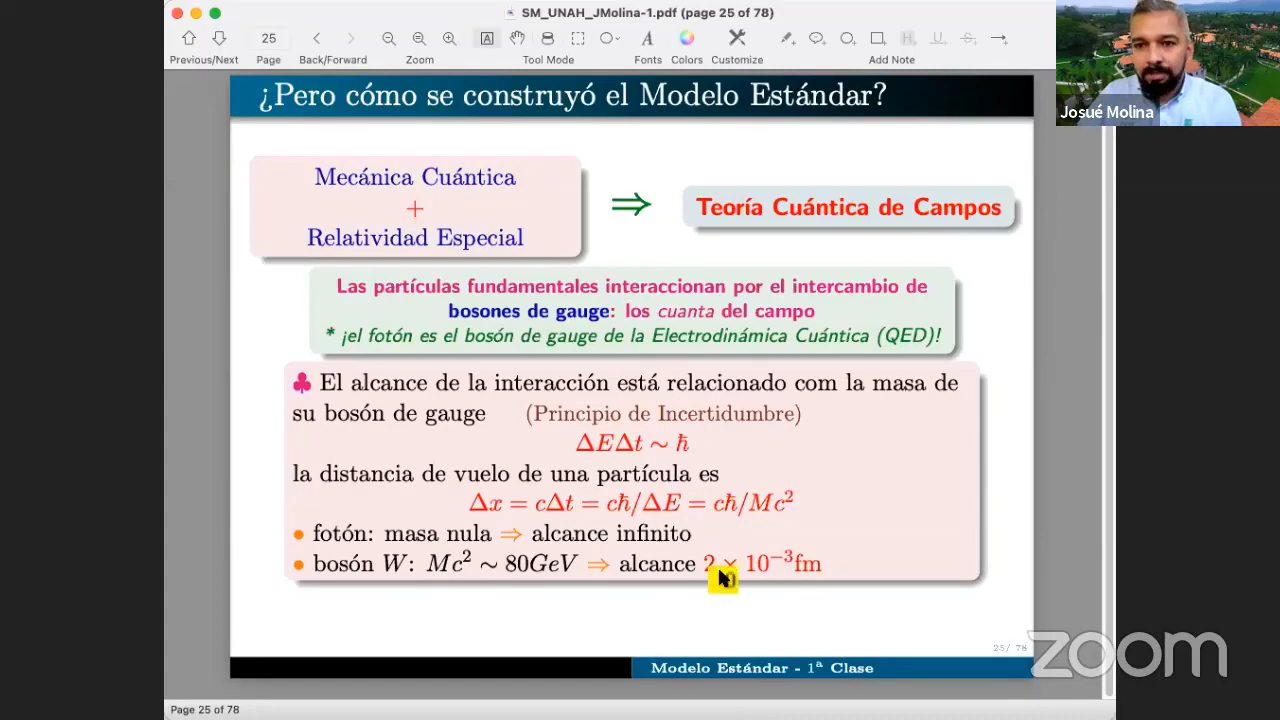 SM_UNAH_JMolina-1.pdf (page 25 of 78)
25
Previous/Next
Page
Back/Forward
Zoom
Tool Mode
Fonts
Colors
Customize
Add Note
Josué Molina
¿Pero cómo se construyó el Modelo Estándar?
Mecánica Cuántica
+
Relatividad Especial
⇒
Teoría Cuántica de Campos
Las partículas fundamentales interaccionan por el intercambio de
bosones de gauge: los cuanta del campo
* ¡el fotón es el bosón de gauge de la Electrodinámica Cuántica (QED)!
♣ El alcance de la interacción está relacionado com la masa de
su bosón de gauge (Principio de Incertidumbre)
ΔEΔt ∼ ħ
la distancia de vuelo de una partícula es
Δx = cΔt = cħ/ΔE = cħ/Mc²
• fotón: masa nula ⇒ alcance infinito
• bosón W: Mc² ∼ 80GeV ⇒ alcance 2 × 10⁻³fm
25/ 78
Modelo Estándar - 1ª Clase
zoom
Page 25 of 78